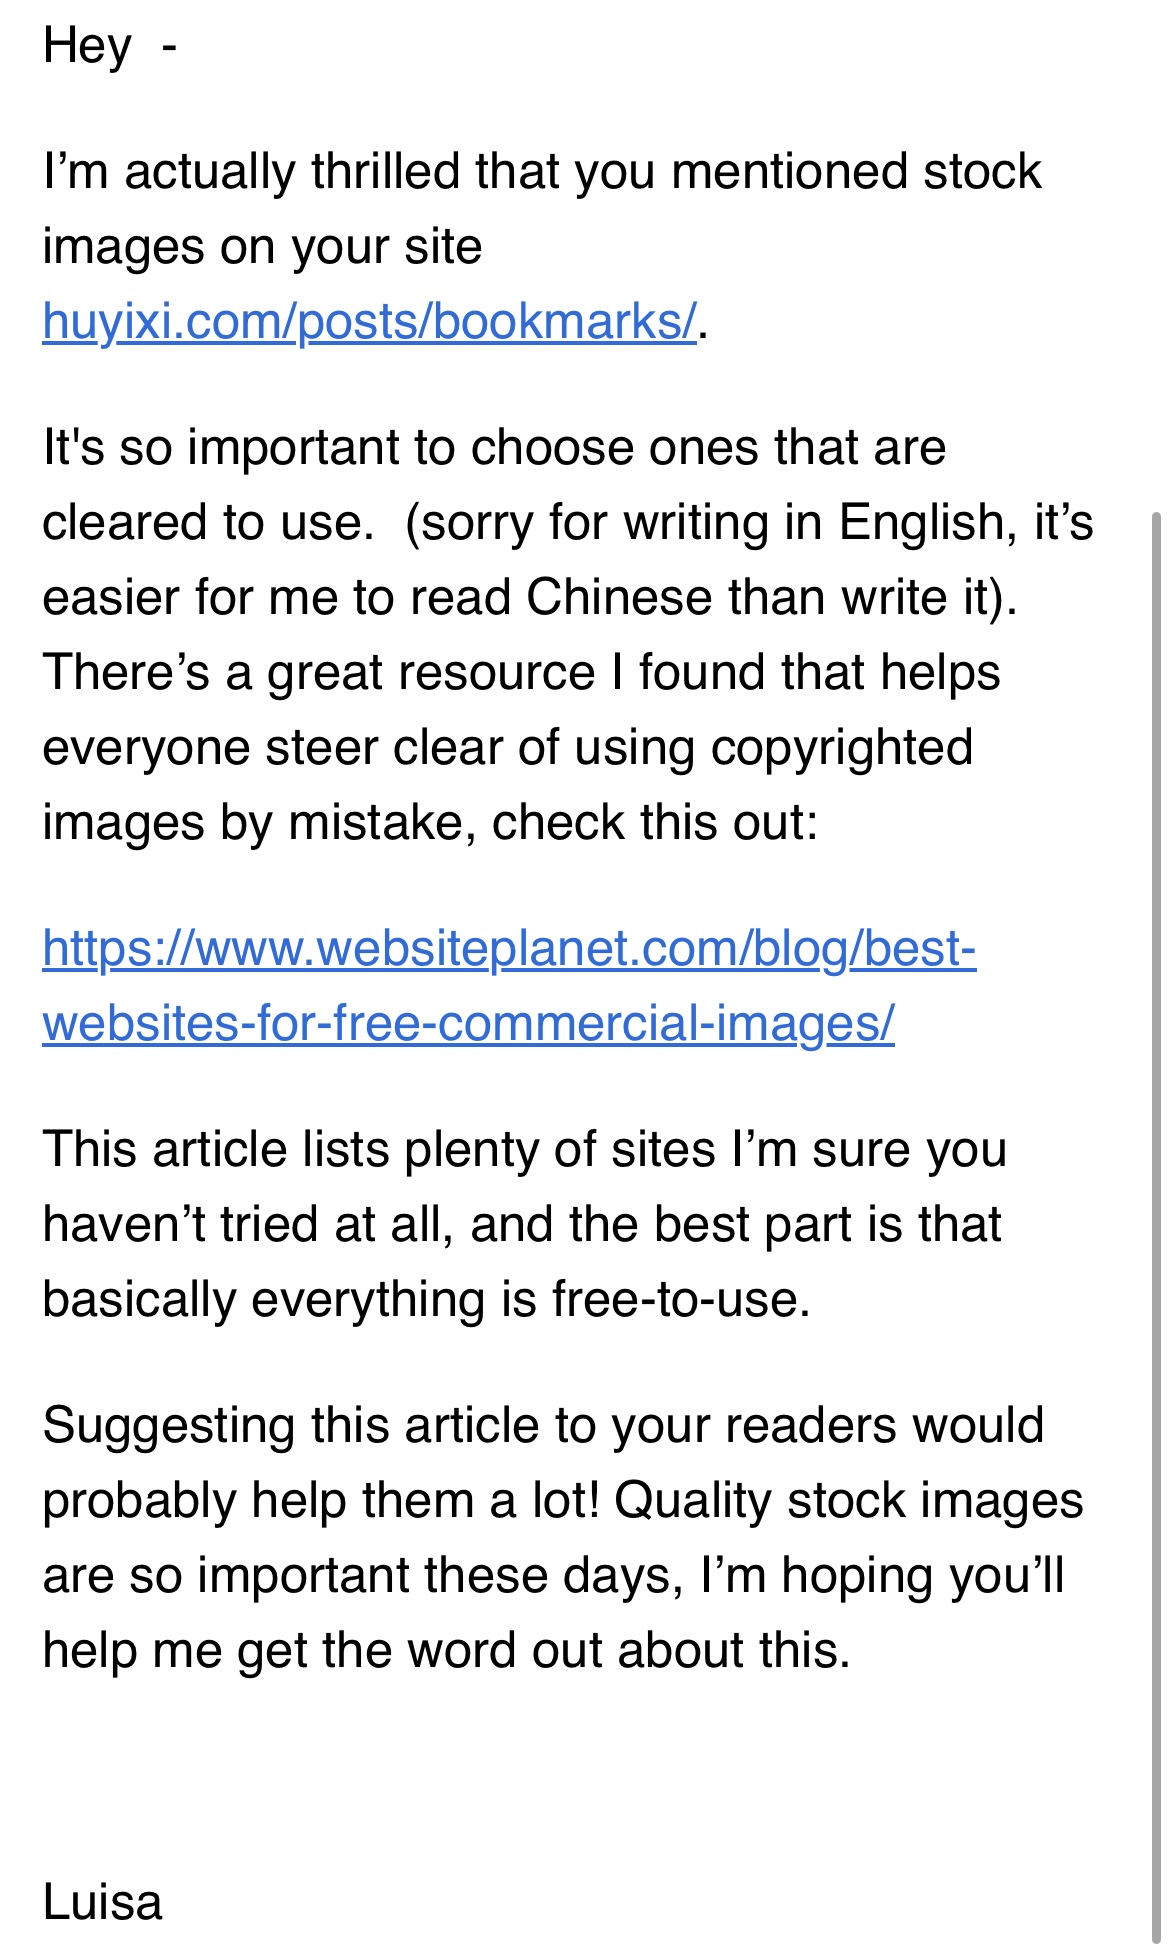 Hey  -
I’m actually thrilled that you mentioned stock
images on your site
huyixi.com/posts/bookmarks/.
It's so important to choose ones that are
cleared to use.  (sorry for writing in English, it’s
easier for me to read Chinese than write it).
There’s a great resource I found that helps
everyone steer clear of using copyrighted
images by mistake, check this out:
https://www.websiteplanet.com/blog/best-
websites-for-free-commercial-images/
This article lists plenty of sites I’m sure you
haven’t tried at all, and the best part is that
basically everything is free-to-use.
Suggesting this article to your readers would
probably help them a lot! Quality stock images
are so important these days, I’m hoping you’ll
help me get the word out about this.
Luisa